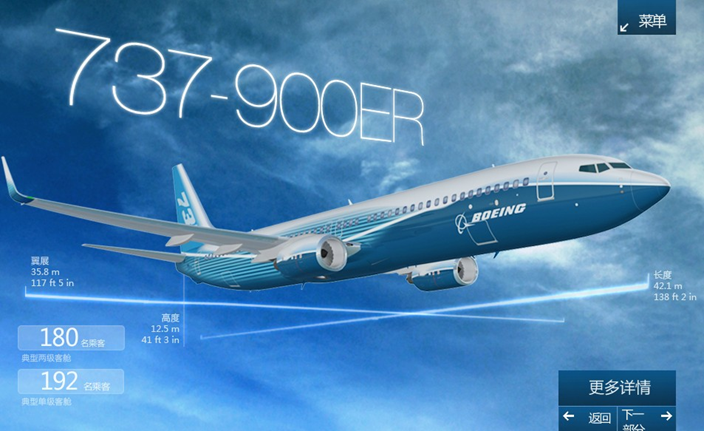 菜单
737-900ER
73
BOEING
翼展
35.8 m
117 ft 5 in
长度
42.1 m
138 ft 2 in
高度
12.5 m
41 ft 3 in
180 名乘客
典型两级客舱
192 名乘客
典型单级客舱
更多详情
返回
下一
部分